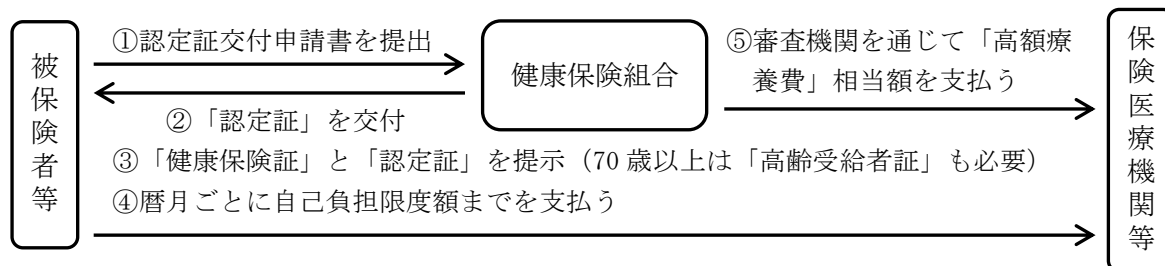 被保険者等
①認定証交付申請書を提出
②「認定証」を交付
健康保険組合
⑤審査機関を通じて「高額療
養費」相当額を支払う
③「健康保険証」と「認定証」を提示（70 歳以上は「高齢受給者証」も必要）
④暦月ごとに自己負担限度額までを支払う
保険医療機関等